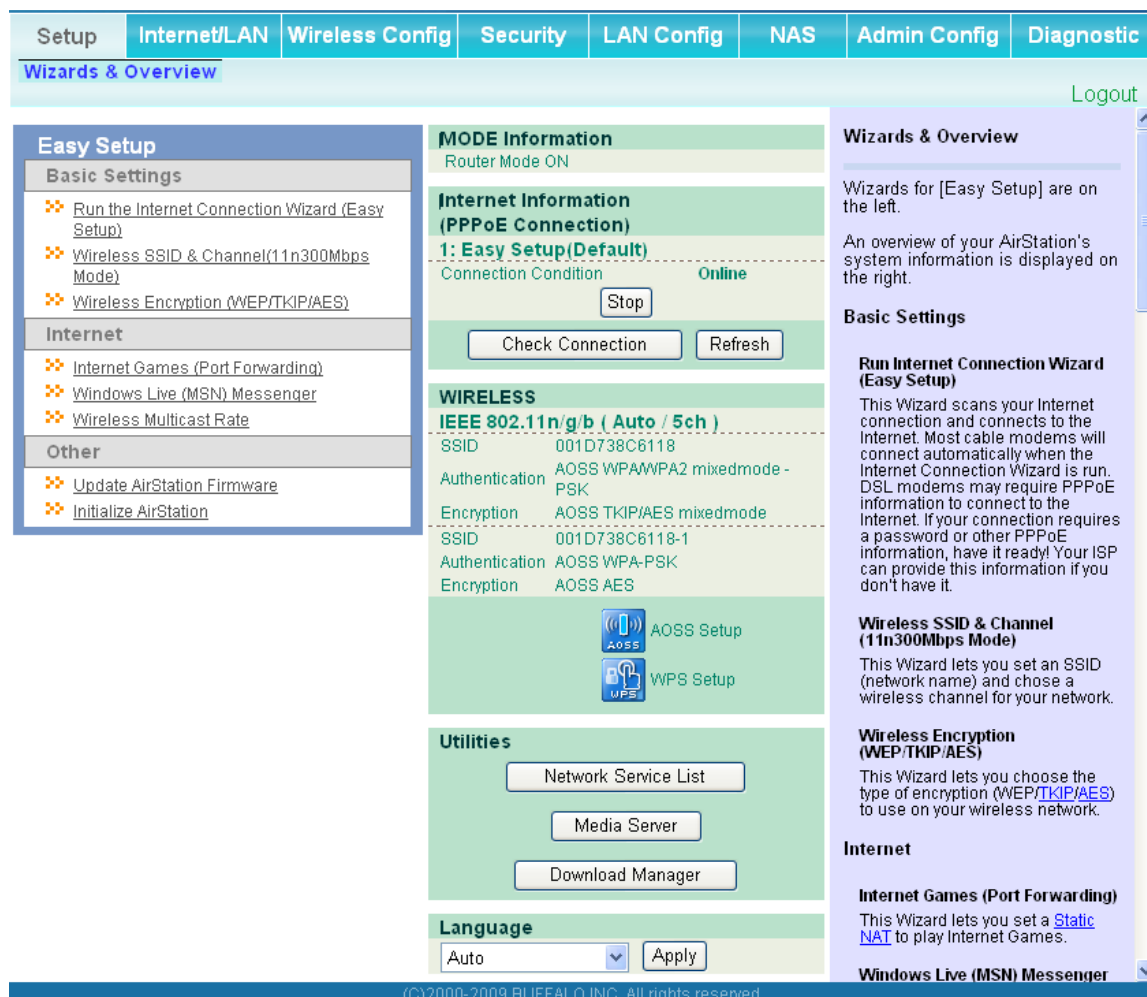 Setup
Internet/LAN
Wireless Config
Security
LAN Config
NAS
Admin Config
Diagnostic
Wizards & Overview
Logout
Easy Setup
Basic Settings
Run the Internet Connection Wizard (Easy
Setup)
Wireless SSID & Channel(11n300Mbps
Mode)
Wireless Encryption (WEP/TKIP/AES)
Internet
Internet Games (Port Forwarding)
Windows Live (MSN) Messenger
Wireless Multicast Rate
Other
Update AirStation Firmware
Initialize AirStation
MODE Information
Router Mode ON
Internet Information
(PPPoE Connection)
1: Easy Setup(Default)
Connection Condition Online
Stop
Check Connection Refresh
WIRELESS
IEEE 802.11n/g/b ( Auto / 5ch )
SSID 001D738C6118
Authentication AOSS WPA/WPA2 mixedmode -
PSK
Encryption AOSS TKIP/AES mixedmode
SSID 001D738C6118-1
Authentication AOSS WPA-PSK
Encryption AOSS AES
AOSS
AOSS Setup
WPS
WPS Setup
Utilities
Network Service List
Media Server
Download Manager
Language
Auto Apply
Wizards & Overview
Wizards for [Easy Setup] are on
the left.
An overview of your AirStation's
system information is displayed on
the right.
Basic Settings
Run Internet Connection Wizard
(Easy Setup)
This Wizard scans your Internet
connection and connects to the
Internet. Most cable modems will
connect automatically when the
Internet Connection Wizard is run.
DSL modems may require PPPoE
information to connect to the
Internet. If your connection requires
a password or other PPPoE
information, have it ready! Your ISP
can provide this information if you
don't have it.
Wireless SSID & Channel
(11n300Mbps Mode)
This Wizard lets you set an SSID
(network name) and chose a
wireless channel for your network.
Wireless Encryption
(WEP/TKIP/AES)
This Wizard lets you choose the
type of encryption (WEP/TKIP/AES)
to use on your wireless network.
Internet
Internet Games (Port Forwarding)
This Wizard lets you set a Static
NAT to play Internet Games.
Windows Live (MSN) Messenger
(C)2000-2009 BUFFALO INC. All rights reserved.